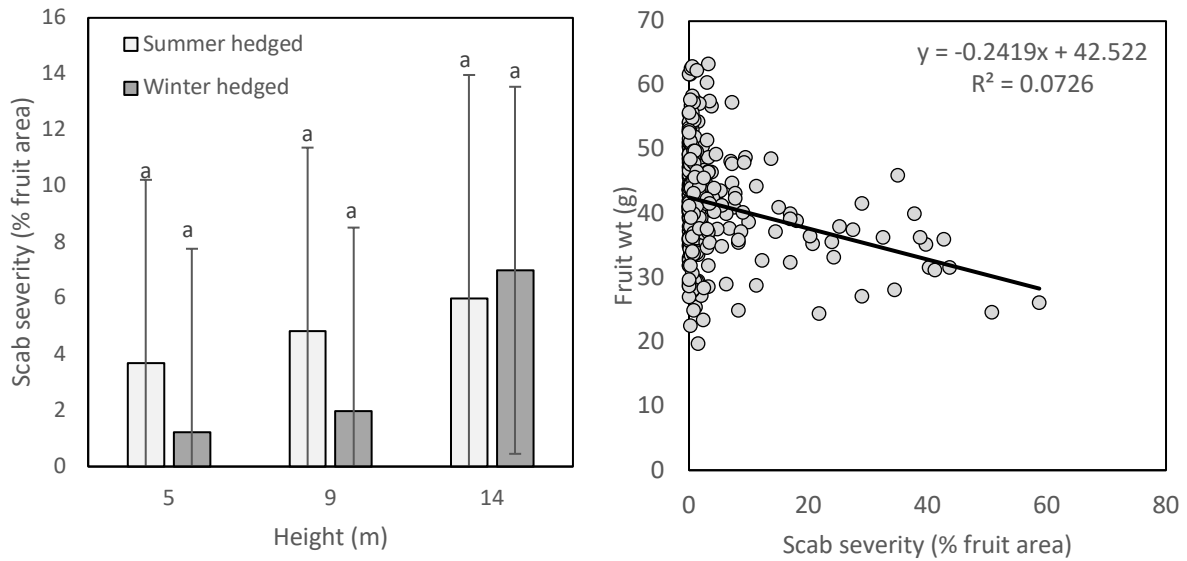 16
14
12
10
8
6
4
2
0
Scab severity (% fruit area)
Summer hedged
Winter hedged
a
a
a
a
a
a
5 9 14
Height (m)
70
60
50
40
30
20
10
0
Fruit wt (g)
y = -0.2419x + 42.522
R² = 0.0726
0 20 40 60 80
Scab severity (% fruit area)